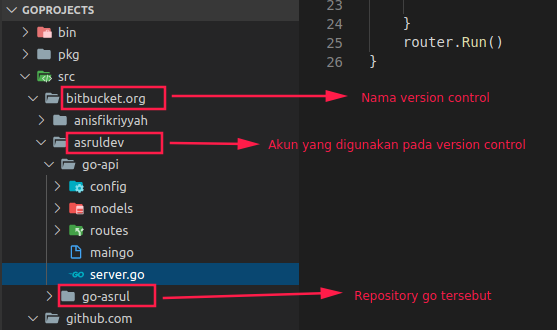 GOPROJECTS
bin
pkg
src
bitbucket.org
anisfikriyyah
asruldev
go-api
config
models
routes
maingo
GO server.go
go-asrul
github.com
23
24 }
25 router.Run()
26 }
Nama version control
Akun yang digunakan pada version control
Repository go tersebut